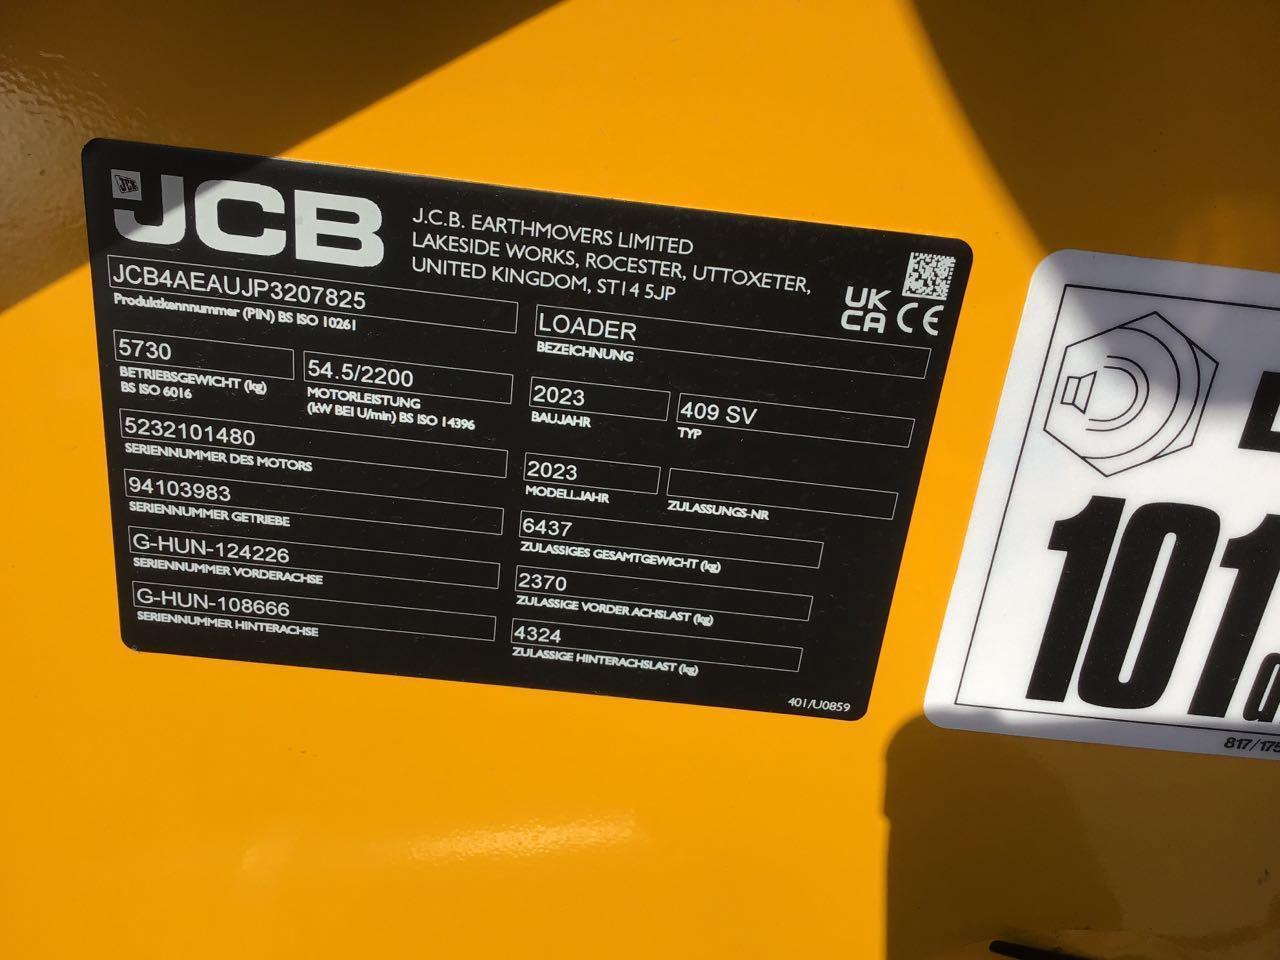 JCB
J.C.B. EARTHMOVERS LIMITED
LAKESIDE WORKS, ROCESTER, UTTOXETER,
UNITED KINGDOM, ST14 5JP
UK
CA CE
JCB4AEAUJP3207825
Produktkennnummer (PIN) BS ISO 10261
LOADER
BEZEICHNUNG
5730
BETRIEBSGEWICHT (kg)
BS ISO 6016
54.5/2200
MOTORLEISTUNG
(kW BEI U/min) BS ISO 14396
2023
BAUJAHR
409 SV
TYP
5232101480
SERIENNUMMER DES MOTORS
2023
MODELLJAHR
ZULASSUNGS-NR
94103983
SERIENNUMMER GETRIEBE
6437
ZULASSIGES GESAMTGEWICHT (kg)
G-HUN-124226
SERIENNUMMER VORDERACHSE
2370
ZULASSIGE VORDER ACHSLAST (kg)
G-HUN-108666
SERIENNUMMER HINTERACHSE
4324
ZULASSIGE HINTERACHSLAST (kg)
401/U0859
101
817/175